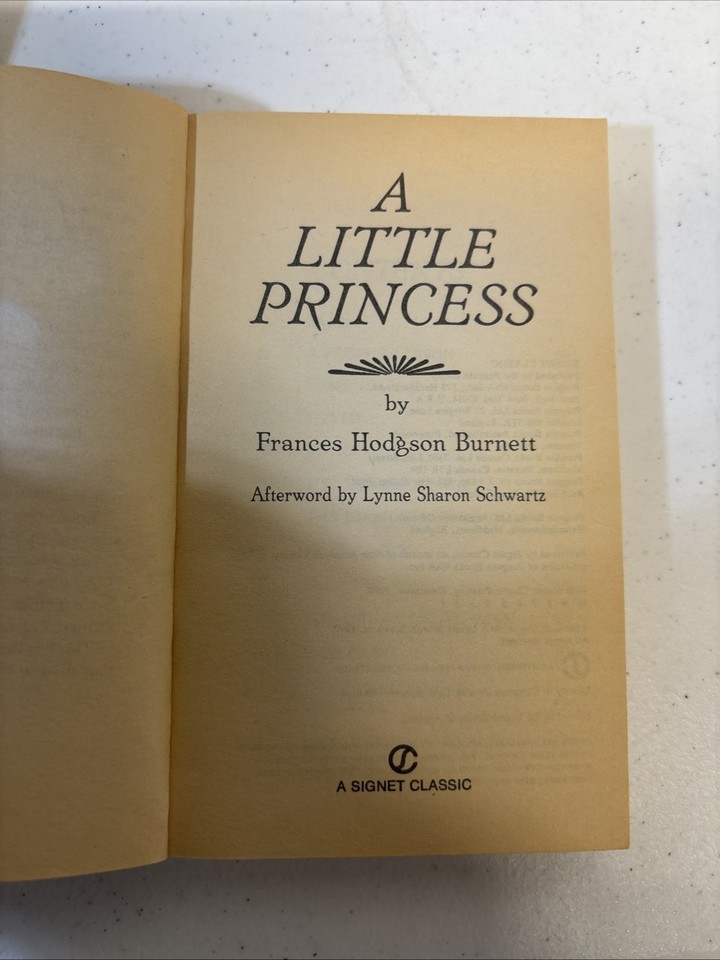 A
LITTLE
PRINCESS
by
Frances Hodgson Burnett
Afterword by Lynne Sharon Schwartz
A SIGNET CLASSIC